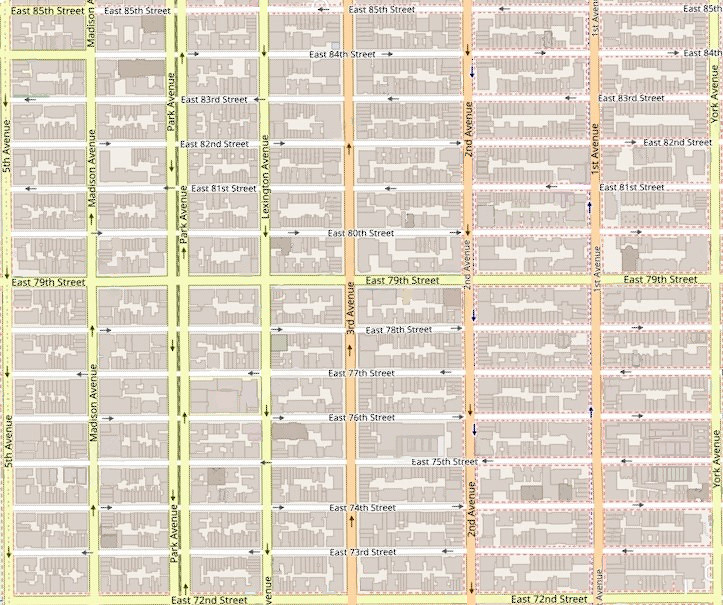 East 85th Street
East 85th Street
East 85th Street
East 85th
Madison A
1st Aven
East 84th Street
East 84th
East 83rd Street
East 83rd Street
5th Avenue
Madison Avenue
Park Avenue
2nd Avenue
1st Avenue
York Avenue
East 82nd Street
East 82nd Street
Lexington Avenue
East 81st Street
East 81st Street
Park Avenue
East 80th Street
2nd Avenue
1st Avenue
East 79th Street
East 79th Street
East 79th Street
3rd Avenue
East 78th Street
East 77th Street
Madison Avenue
5th Avenue
East 76th Street
York Avenue
East 75th Street
2nd Avenue
East 74th Street
Park Avenue
East 73rd Street
venue
Avenue
East 72nd Street
East 72nd Street